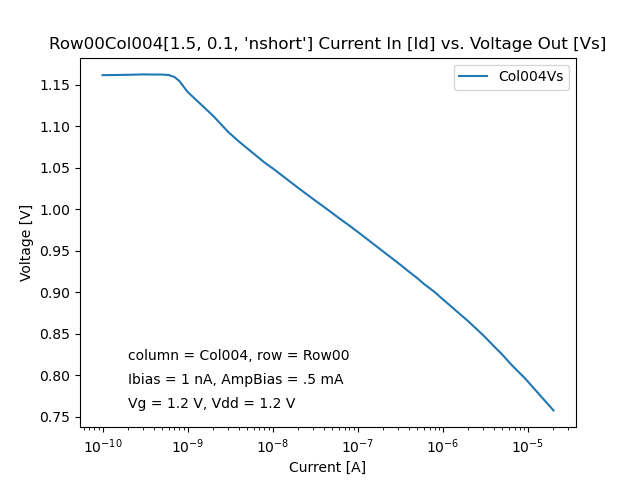 Row00Col004[1.5, 0.1, 'nshort'] Current In [Id] vs. Voltage Out [Vs]
Col004Vs
1.15
1.10
1.05
1.00
0.95
0.90
0.85
0.80
0.75
Voltage [V]
column = Col004, row = Row00
Ibias = 1 nA, AmpBias = .5 mA
Vg = 1.2 V, Vdd = 1.2 V
10⁻¹⁰ 10⁻⁹ 10⁻⁸ 10⁻⁷ 10⁻⁶ 10⁻⁵
Current [A]